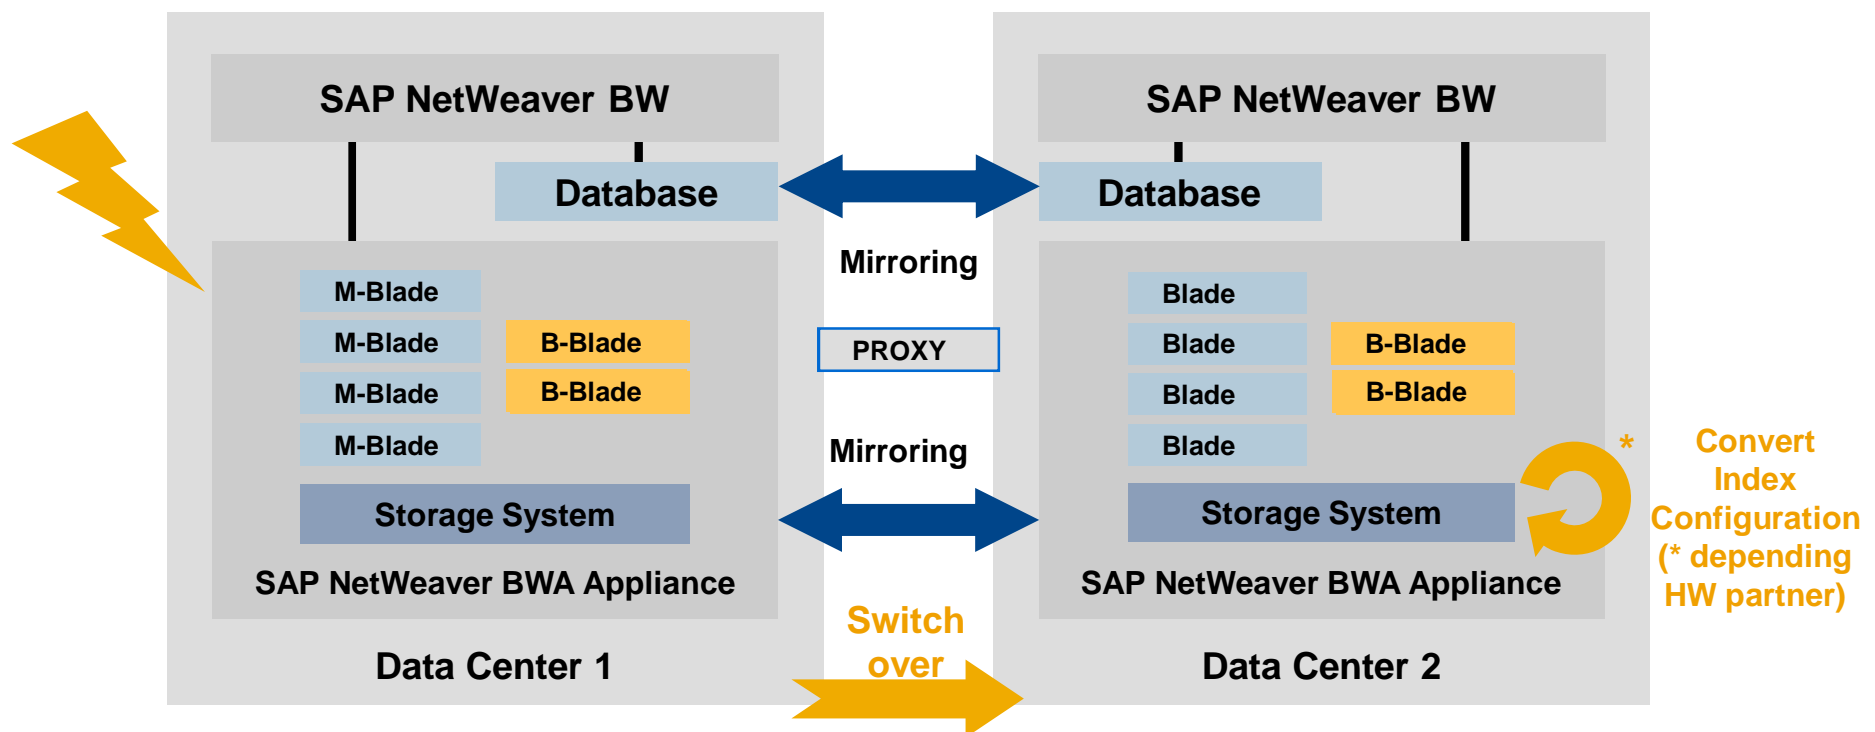 SAP NetWeaver BW
Database
M-Blade
M-Blade
M-Blade
M-Blade
B-Blade
B-Blade
Storage System
SAP NetWeaver BWA Appliance
Data Center 1
Mirroring
PROXY
Mirroring
Switch
over
SAP NetWeaver BW
Database
Blade
Blade
Blade
Blade
B-Blade
B-Blade
Storage System
SAP NetWeaver BWA Appliance
Data Center 2
*
Convert
Index
Configuration
(* depending
HW partner)